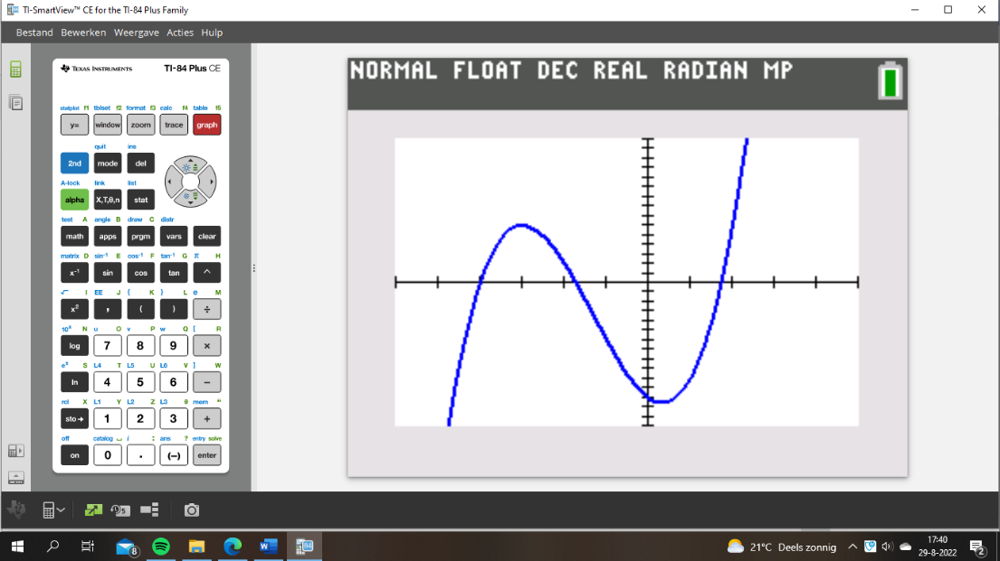 TI-SmartView™ CE for the TI-84 Plus Family
Bestand Bewerken Weergave Acties Hulp
TEXAS INSTRUMENTS TI-84 Plus CE
statplot f1 tblset f2 format f3 calc f4 table f5
y= window zoom trace graph
quit ins
2nd mode del
A-lock link list
alpha X,T,θ,n stat
test A angle B draw C distr
math apps prgm vars clear
matrix D sin⁻¹ E cos⁻¹ F tan⁻¹ G π H
x⁻¹ sin cos tan ^
√ I EE J { K } L e M
x² , ( ) ÷
10ˣ N u O v P w Q [ R
log 7 8 9 ×
eˣ S L4 T L5 U L6 V ] W
ln 4 5 6 −
rcl X L1 Y L2 Z L3 θ mem "
sto→ 1 2 3 +
off catalog ⎵ i : ans ? entry solve
on 0 . (−) enter
NORMAL FLOAT DEC REAL RADIAN MP
5
8
W
84
21°C Deels zonnig
17:40
29-8-2022
2